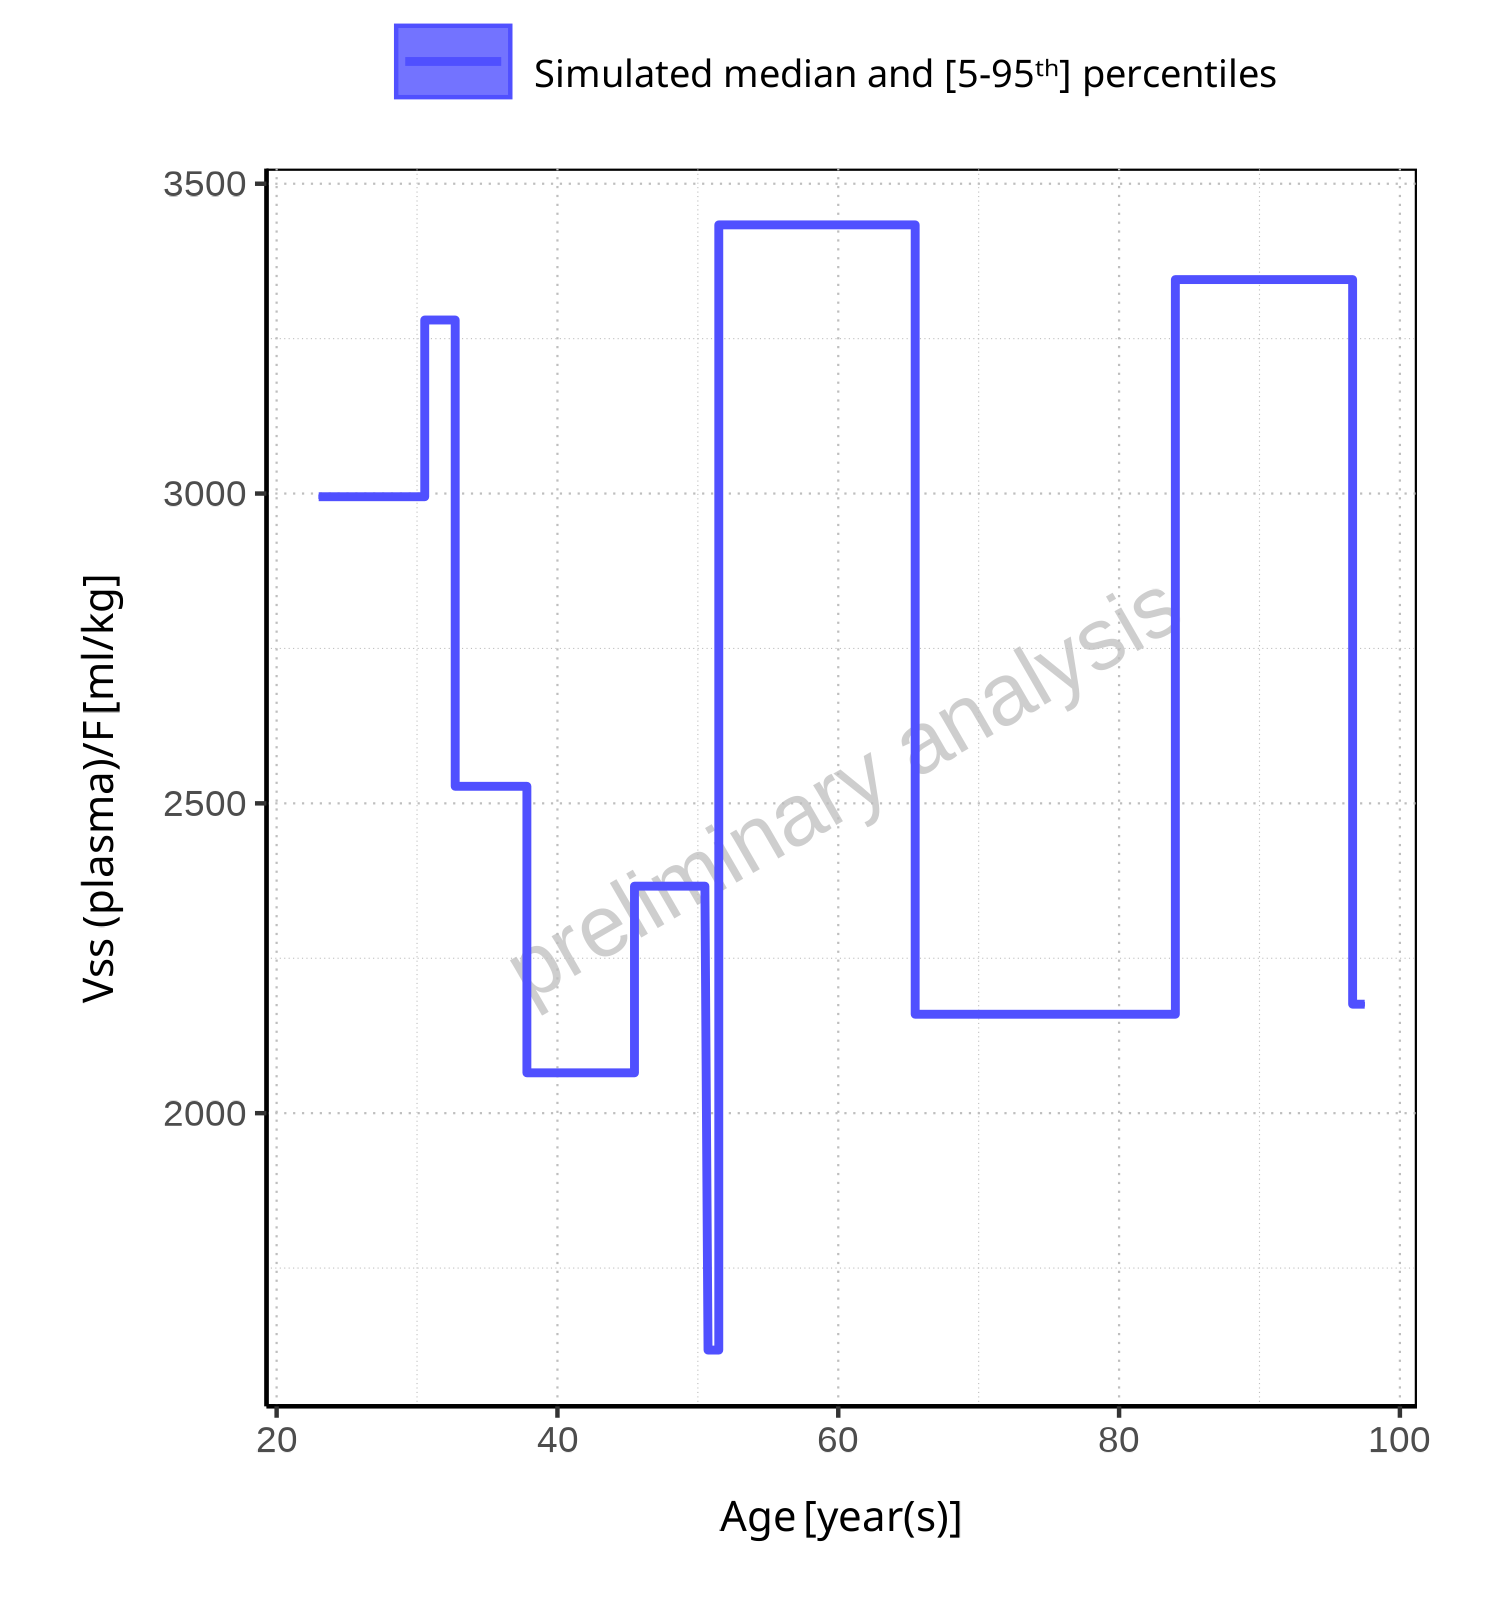 Simulated median and [5-95th] percentiles
3500
3000
2500
2000
Vss (plasma)/F [ml/kg]
preliminary analysis
20 40 60 80 100
Age [year(s)]